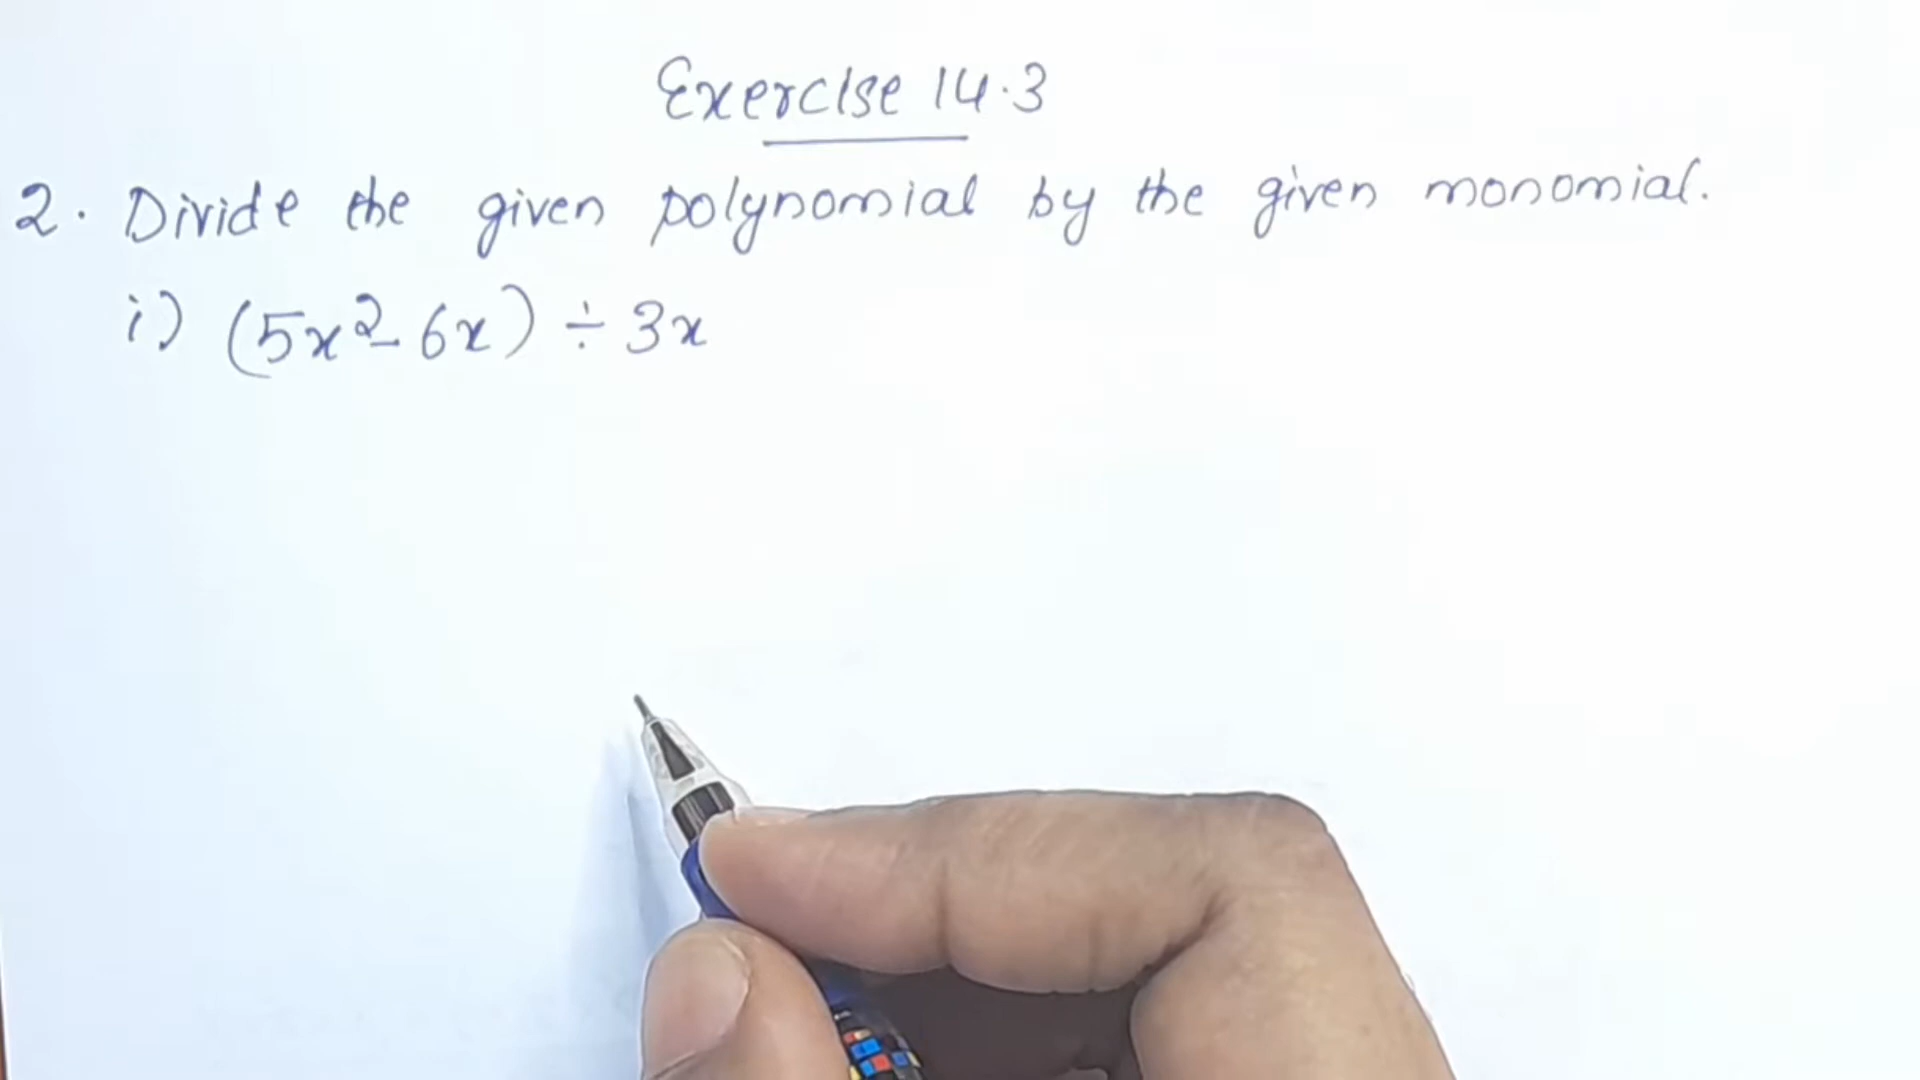 Exercise 14.3
2. Divide the given polynomial by the given monomial.
i) (5x² - 6x) ÷ 3x